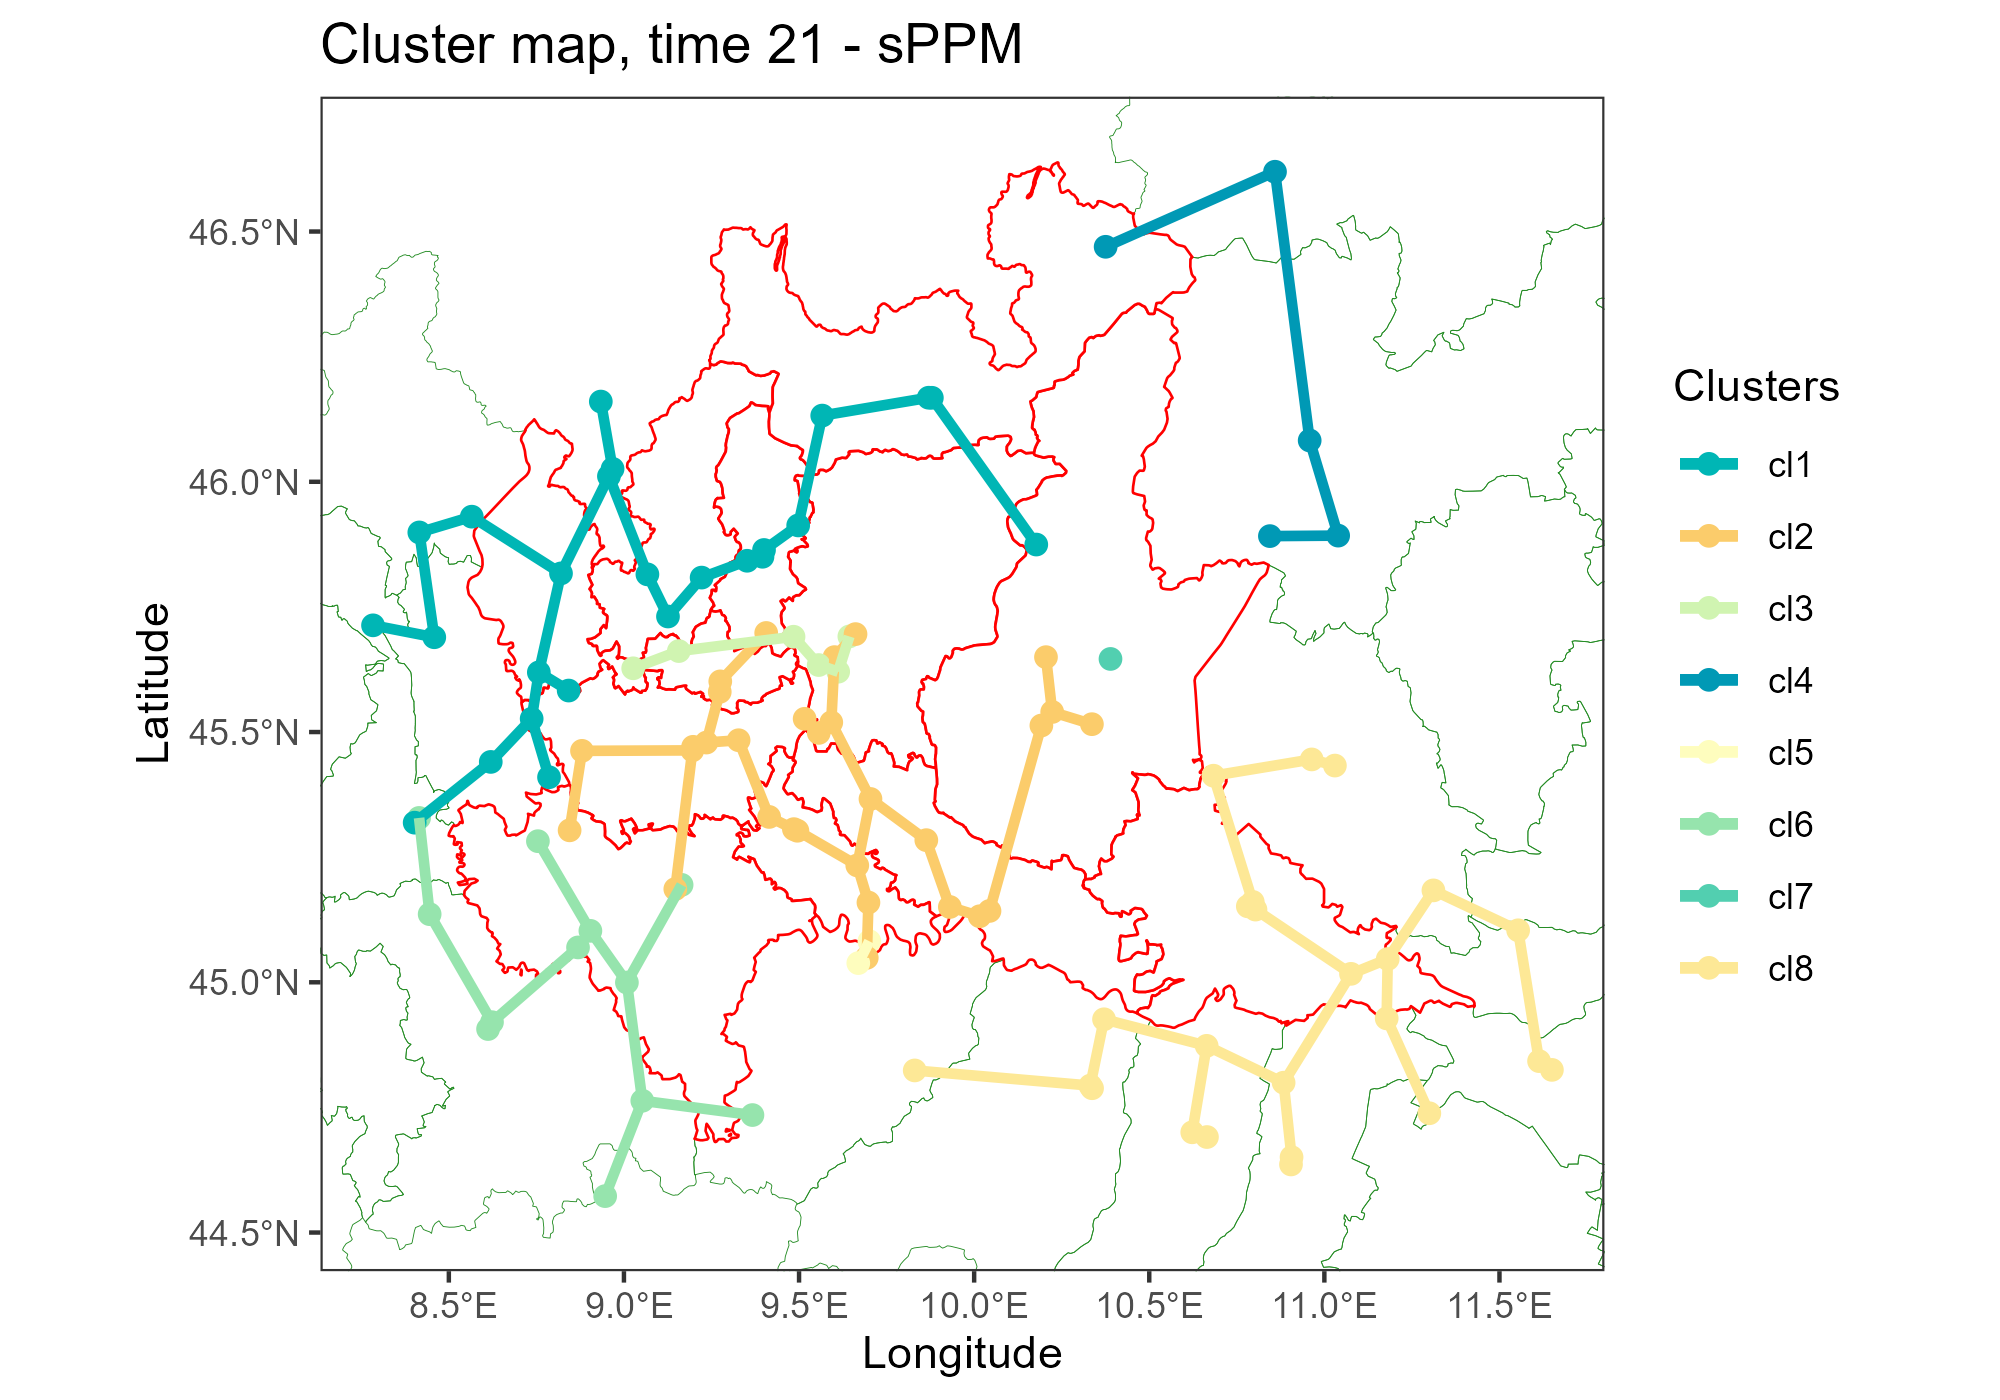 Cluster map, time 21 - sPPM
46.5°N
46.0°N
45.5°N
45.0°N
44.5°N
Latitude
8.5°E
9.0°E
9.5°E
10.0°E
10.5°E
11.0°E
11.5°E
Longitude
Clusters
cl1
cl2
cl3
cl4
cl5
cl6
cl7
cl8